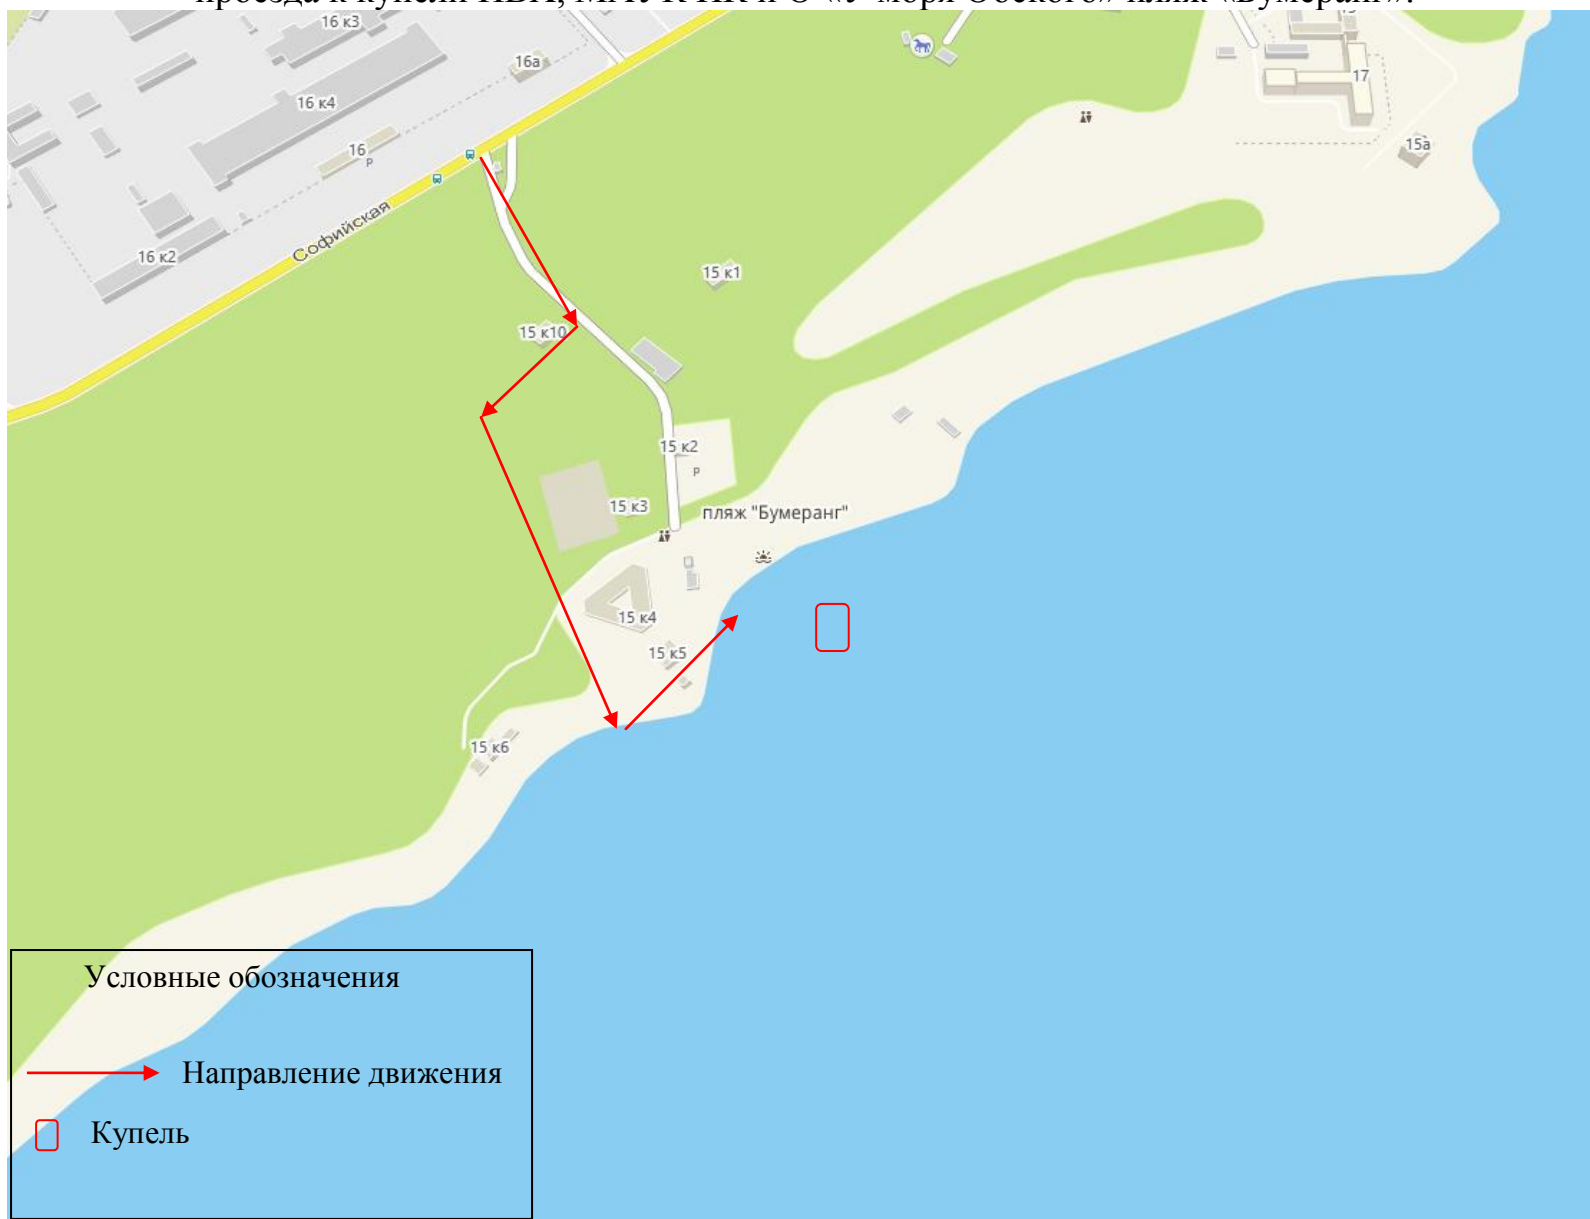 16 к3
16а
16 к4
17
16
Р
15а
Софийская
16 к2
15 к1
15 к10
15 к2
Р
15 к3
пляж "Бумеранг"
15 к4
15 к5
15 к6
Условные обозначения
Направление движения
Купель